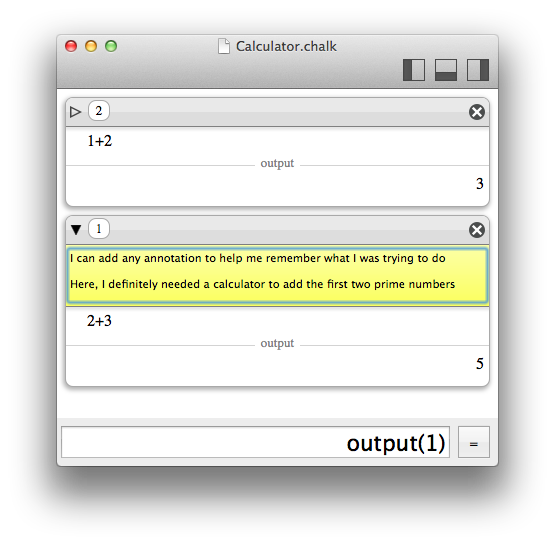 Calculator.chalk
2
1+2
output
3
1
I can add any annotation to help me remember what I was trying to do
Here, I definitely needed a calculator to add the first two prime numbers
2+3
output
5
output(1)
=